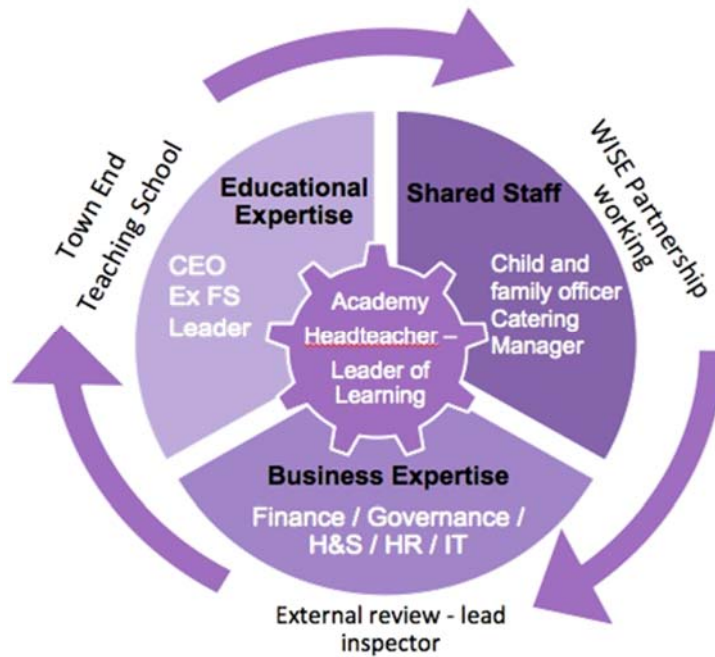 Town End
Teaching School
WISE Partnership
working
Educational
Expertise
CEO
Ex FS
Leader
Shared Staff
Child and
family officer
Catering
Manager
Academy
Headteacher –
Leader of
Learning
Business Expertise
Finance / Governance /
H&S / HR / IT
External review - lead
inspector